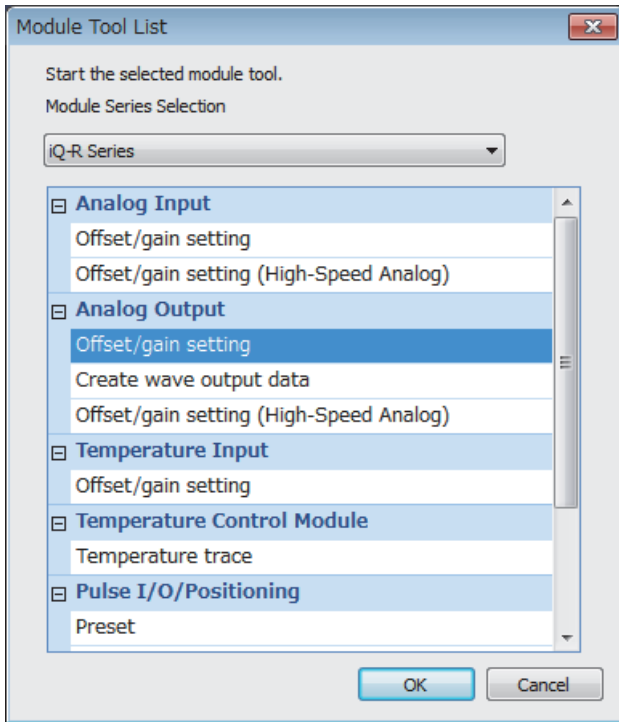 Module Tool List
Start the selected module tool.
Module Series Selection
iQ-R Series
Analog Input
Offset/gain setting
Offset/gain setting (High-Speed Analog)
Analog Output
Offset/gain setting
Create wave output data
Offset/gain setting (High-Speed Analog)
Temperature Input
Offset/gain setting
Temperature Control Module
Temperature trace
Pulse I/O/Positioning
Preset
OK
Cancel